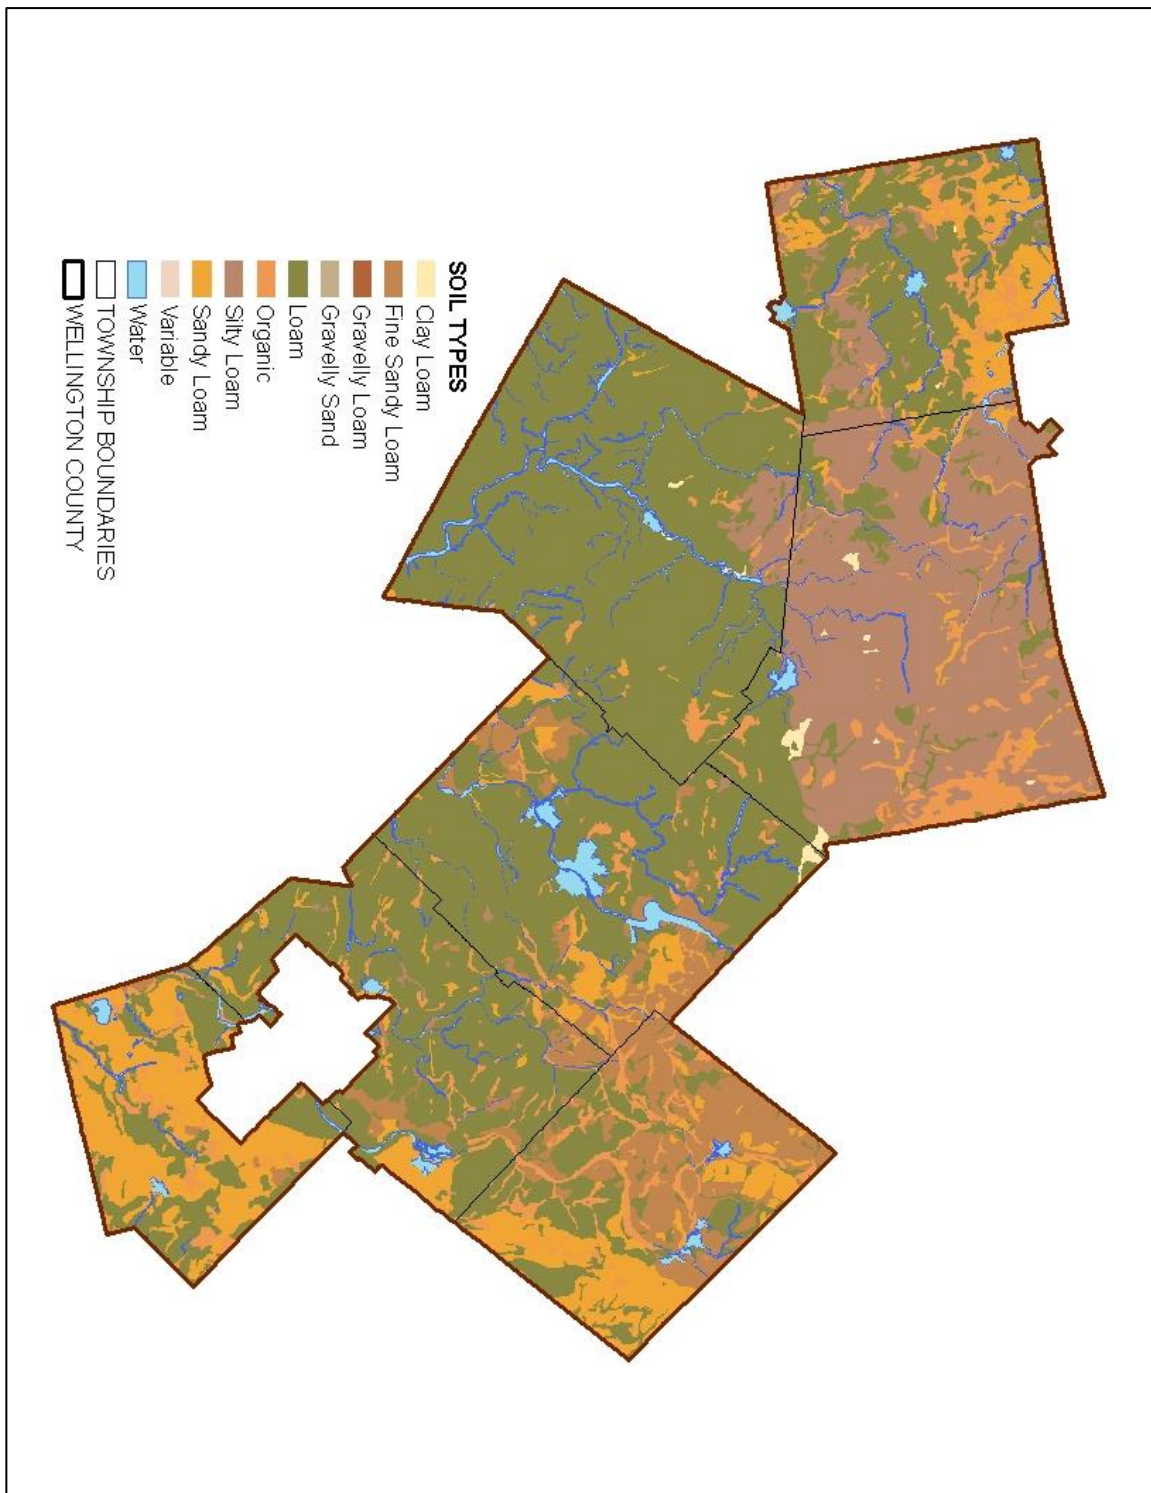 SOIL TYPES
Clay Loam
Fine Sandy Loam
Gravelly Loam
Gravelly Sand
Loam
Organic
Silty Loam
Sandy Loam
Variable
Water
TOWNSHIP BOUNDARIES
WELLINGTON COUNTY